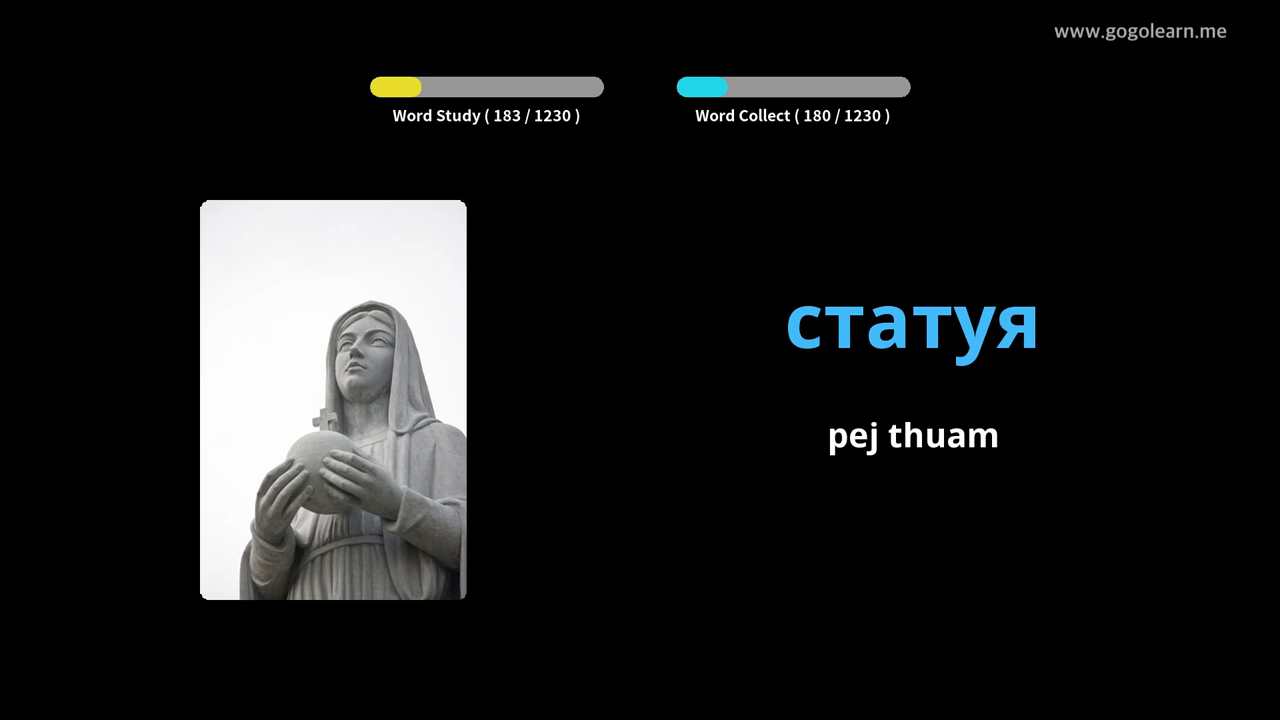 www.gogolearn.me
Word Study ( 183 / 1230 )
Word Collect ( 180 / 1230 )
статуя
pej thuam